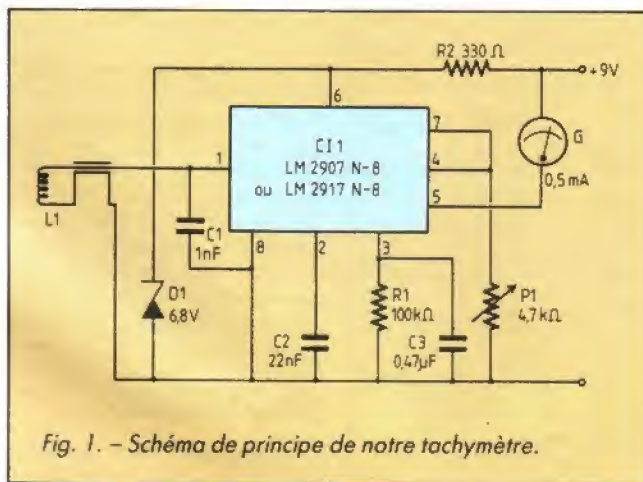 R2 330 Ω
+9V
6
7
CI 1
LM 2907 N-8
ou LM 2917 N-8
G
1
4
5
0,5 mA
L1
C1
1nF
8
2
3
D1
6,8V
R1
100kΩ
P1
4,7 kΩ
C2
22nF
C3
0,47µF
Fig. 1. – Schéma de principe de notre tachymètre.